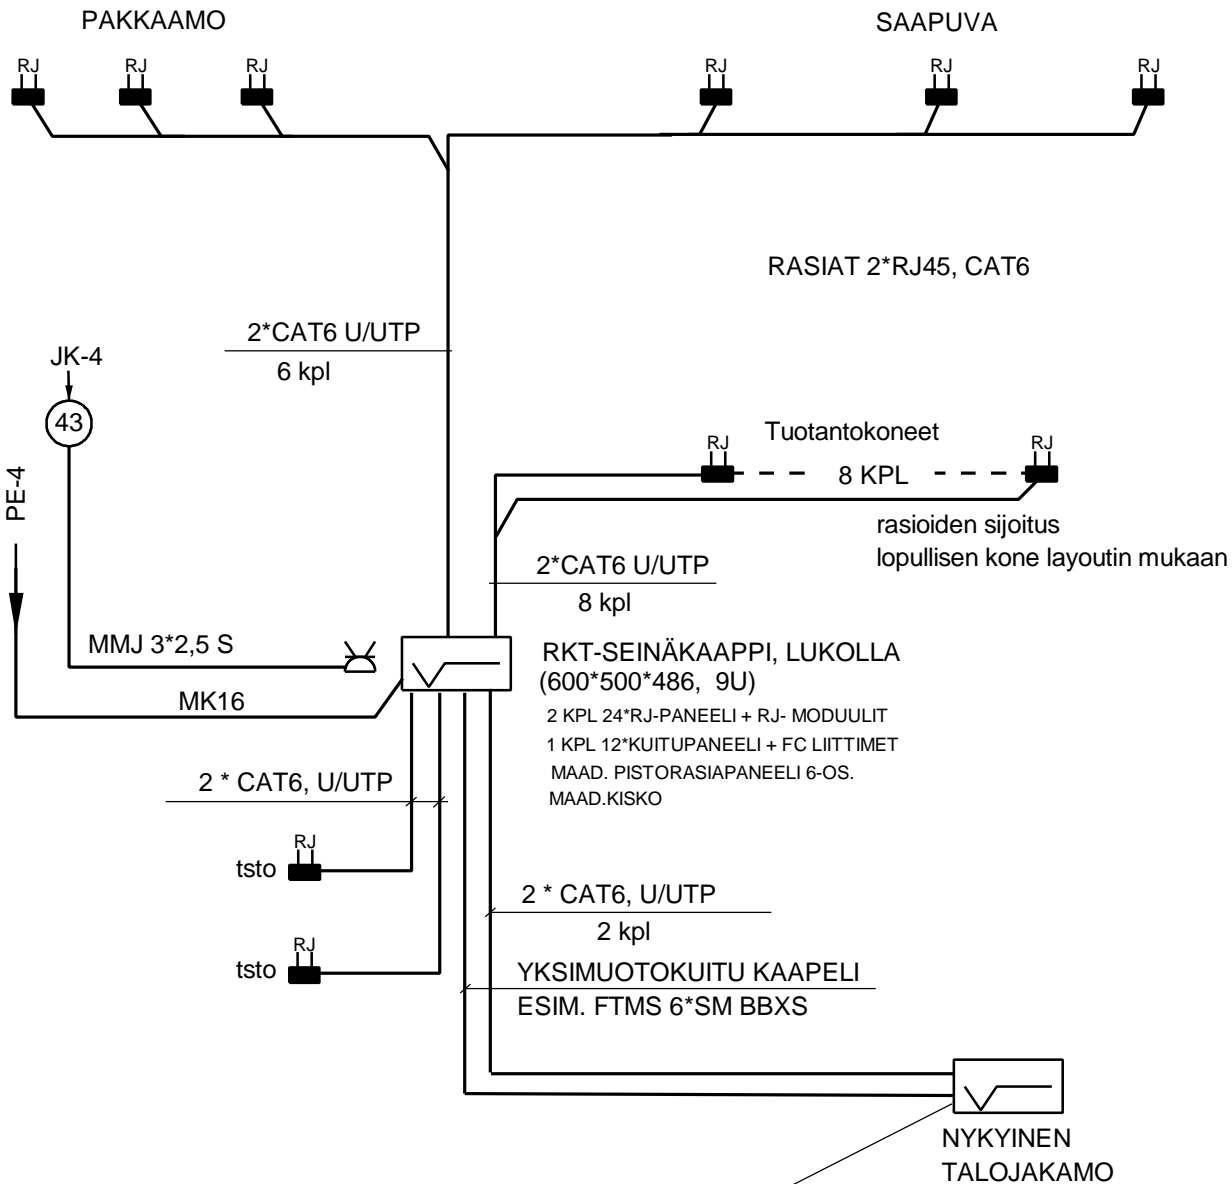 PAKKAAMO
SAAPUVA
RJ
RJ
RJ
RJ
RJ
RJ
RASIAT 2*RJ45, CAT6
2*CAT6 U/UTP
6 kpl
JK-4
43
PE-4
Tuotantokoneet
RJ
8 KPL
RJ
rasioiden sijoitus
lopullisen kone layoutin mukaan
2*CAT6 U/UTP
8 kpl
MMJ 3*2,5 S
MK16
RKT-SEINÄKAAPPI, LUKOLLA
(600*500*486, 9U)
2 KPL 24*RJ-PANEELI + RJ- MODUULIT
1 KPL 12*KUITUPANEELI + FC LIITTIMET
MAAD. PISTORASIAPANEELI 6-OS.
MAAD.KISKO
2 * CAT6, U/UTP
RJ
tsto
RJ
tsto
2 * CAT6, U/UTP
2 kpl
YKSIMUOTOKUITU KAAPELI
ESIM. FTMS 6*SM BBXS
NYKYINEN
TALOJAKAMO